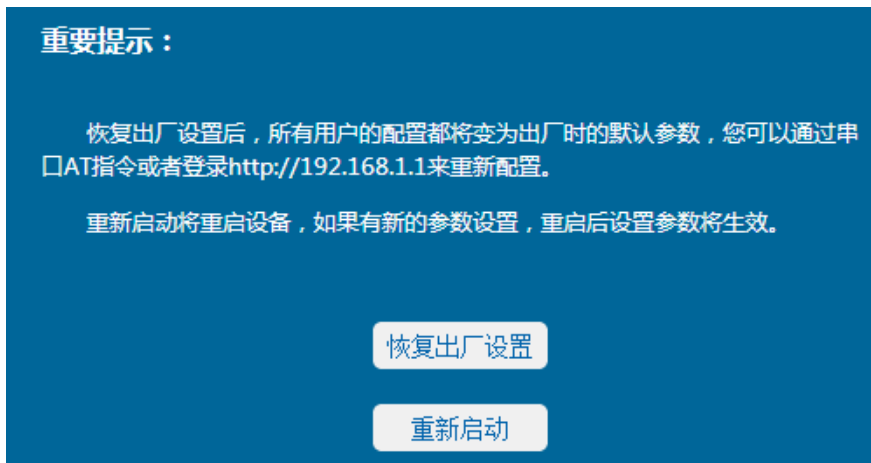 重要提示：
恢复出厂设置后，所有用户的配置都将变为出厂时的默认参数，您可以通过串
口AT指令或者登录http://192.168.1.1来重新配置。
重新启动将重启设备，如果有新的参数设置，重启后设置参数将生效。
恢复出厂设置
重新启动